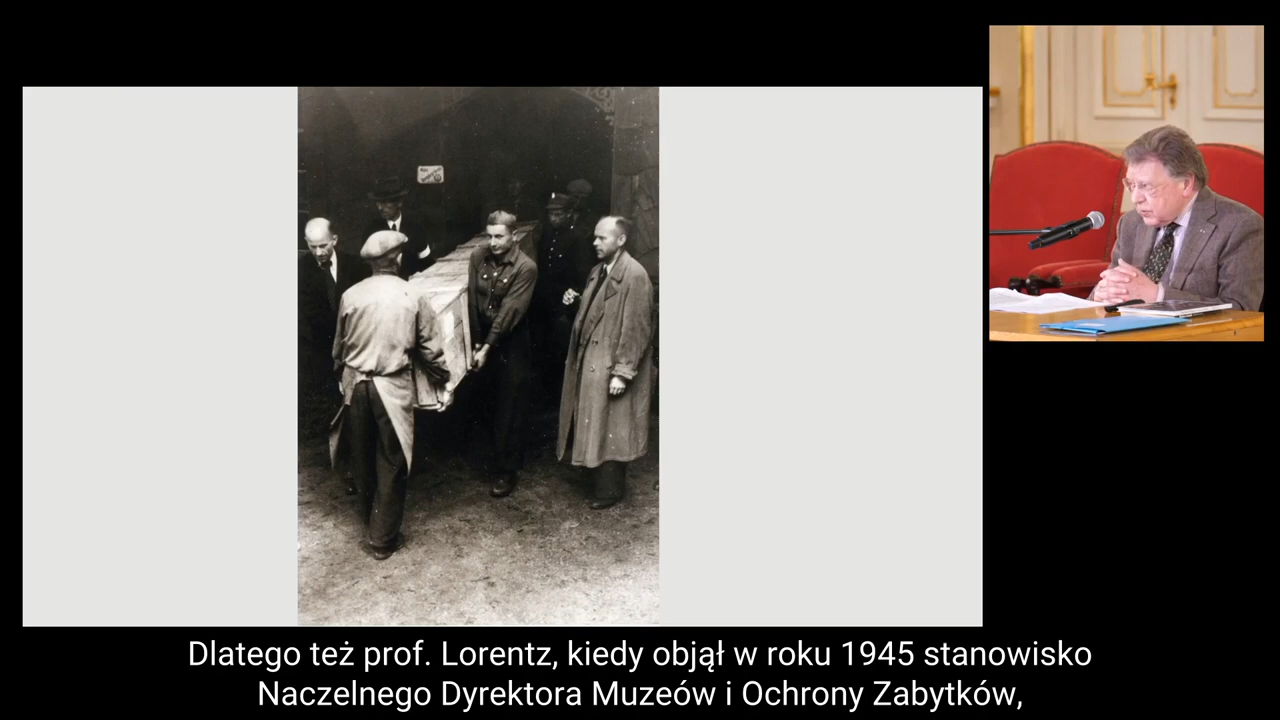 Dlatego też prof. Lorentz, kiedy objął w roku 1945 stanowisko
Naczelnego Dyrektora Muzeów i Ochrony Zabytków,